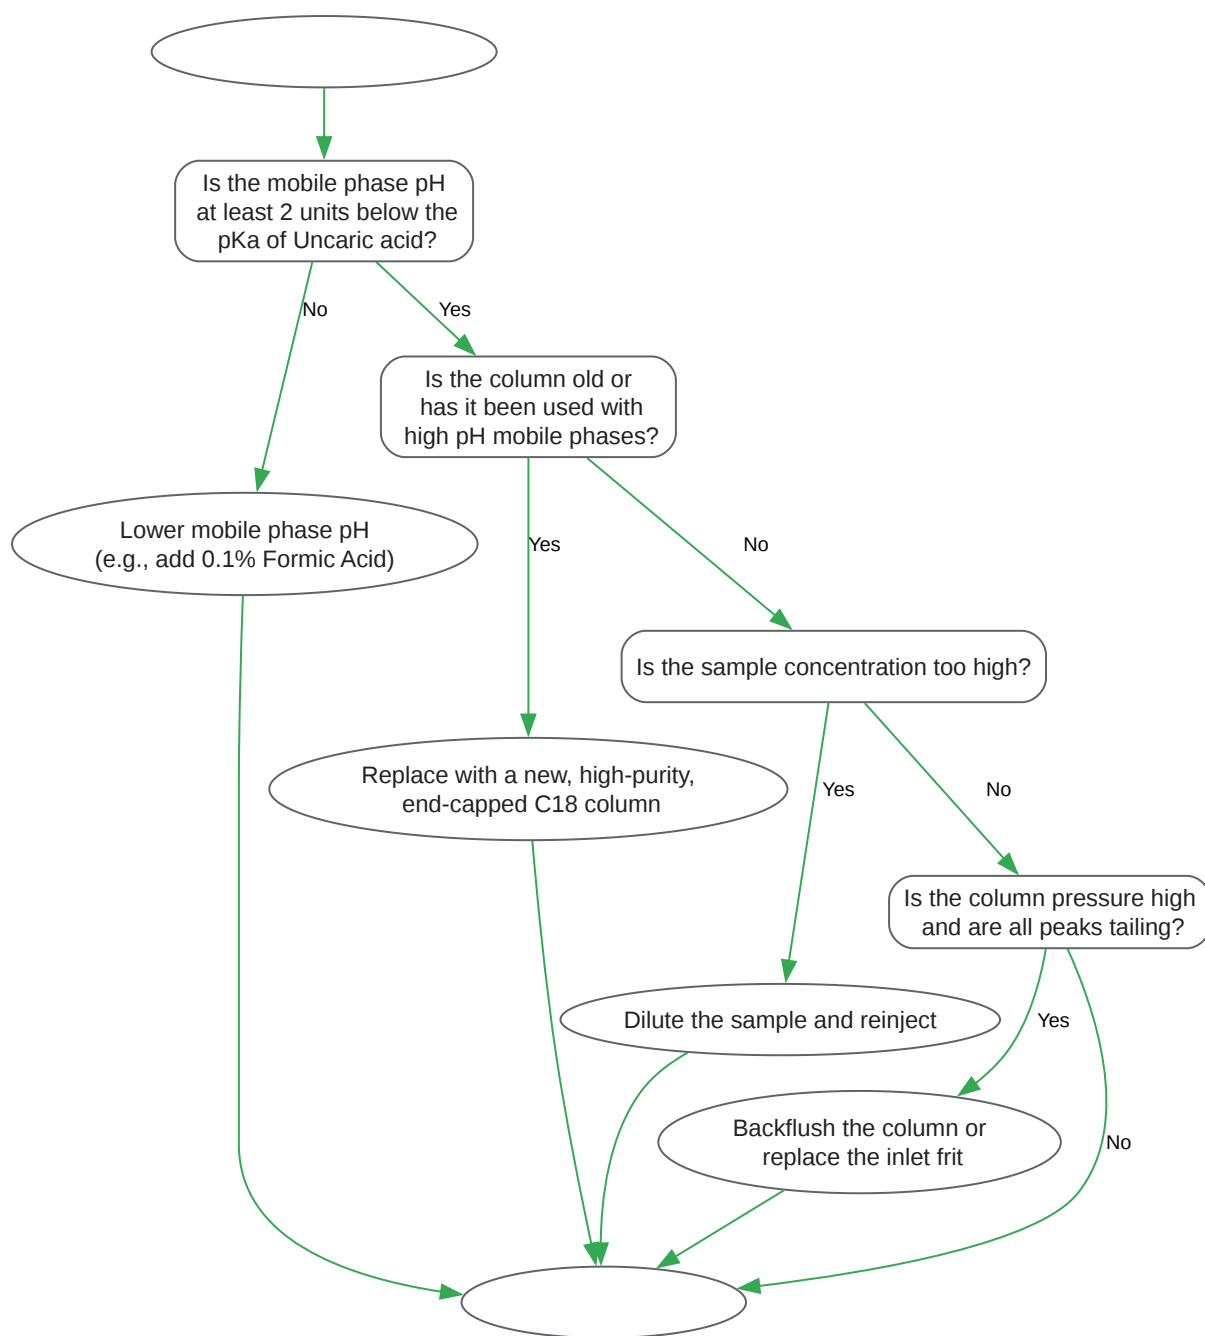 Is the mobile phase pH
at least 2 units below the
pKa of Uncaric acid?
No
Yes
Is the column old or
has it been used with
high pH mobile phases?
Lower mobile phase pH
(e.g., add 0.1% Formic Acid)
Yes
No
Is the sample concentration too high?
Replace with a new, high-purity,
end-capped C18 column
Yes
No
Is the column pressure high
and are all peaks tailing?
Dilute the sample and reinject
Yes
Backflush the column or
replace the inlet frit
No